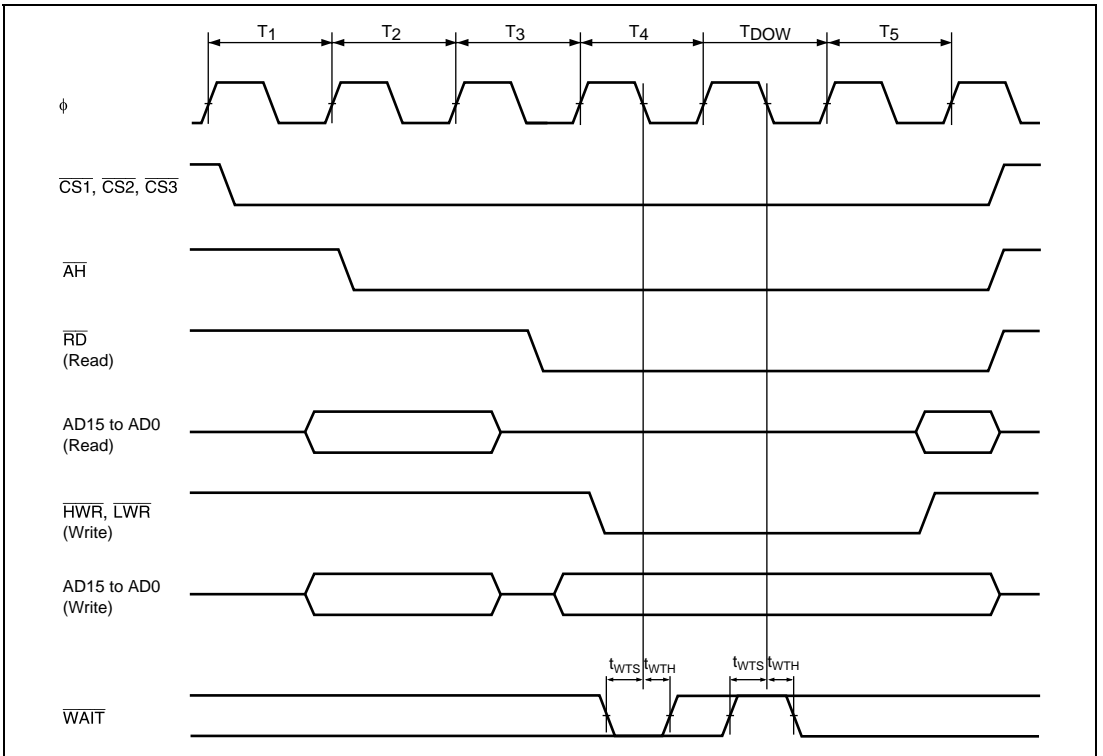 T1 T2 T3 T4 TDOW T5
ϕ
CS1, CS2, CS3
AH
RD
(Read)
AD15 to AD0
(Read)
HWR, LWR
(Write)
AD15 to AD0
(Write)
tWTS tWTH tWTS tWTH
WAIT